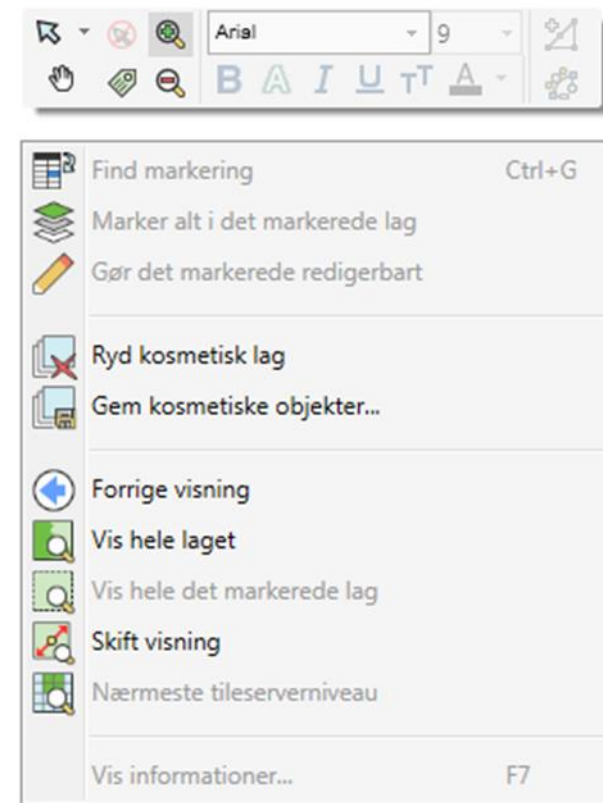 Arial 9
B A I U TT A
Find markering Ctrl+G
Marker alt i det markerede lag
Gør det markerede redigerbart
Ryd kosmetisk lag
Gem kosmetiske objekter...
Forrige visning
Vis hele laget
Vis hele det markerede lag
Skift visning
Nærmeste tileserverniveau
Vis informationer... F7